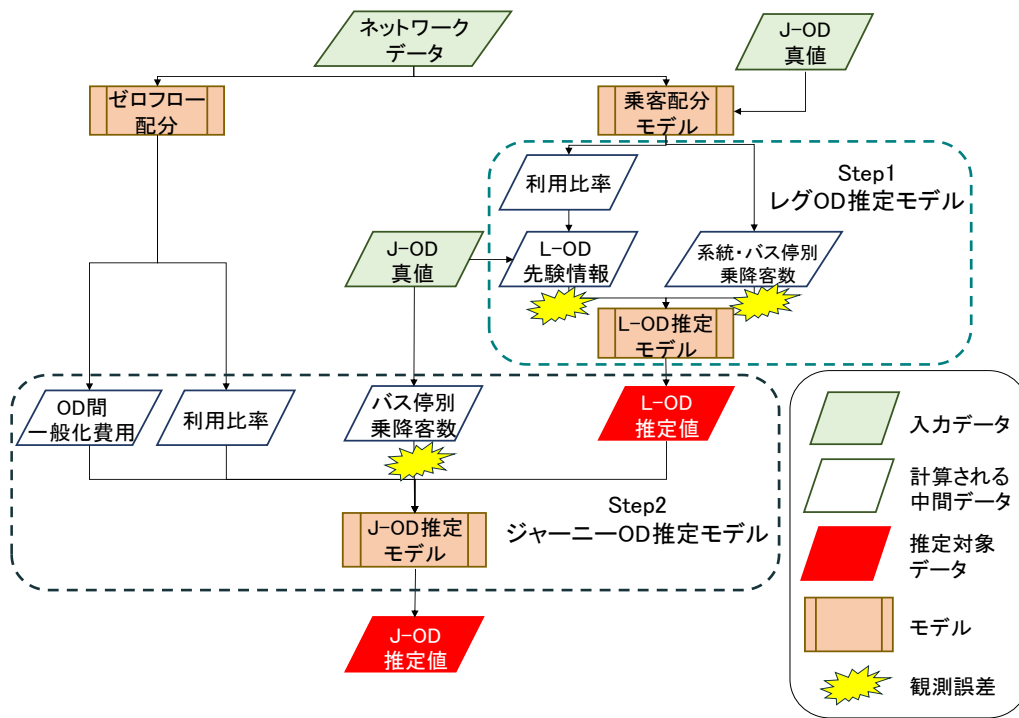 ネットワーク
データ
J-OD
真値
ゼロフロー
配分
乗客配分
モデル
Step1
レグOD推定モデル
利用比率
J-OD
真値
L-OD
先験情報
系統・バス停別
乗降客数
L-OD推定
モデル
OD間
一般化費用
利用比率
バス停別
乗降客数
L-OD
推定値
Step2
ジャーニーOD推定モデル
J-OD推定
モデル
J-OD
推定値
入力データ
計算される
中間データ
推定対象
データ
モデル
観測誤差